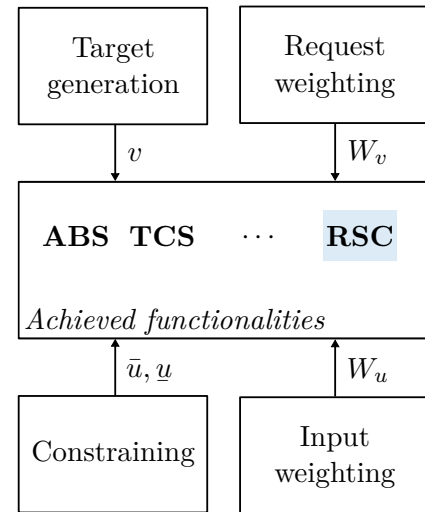 Target
generation
Request
weighting
v
W_v
ABS TCS ⋯ RSC
Achieved functionalities
ū, u̲
W_u
Constraining
Input
weighting